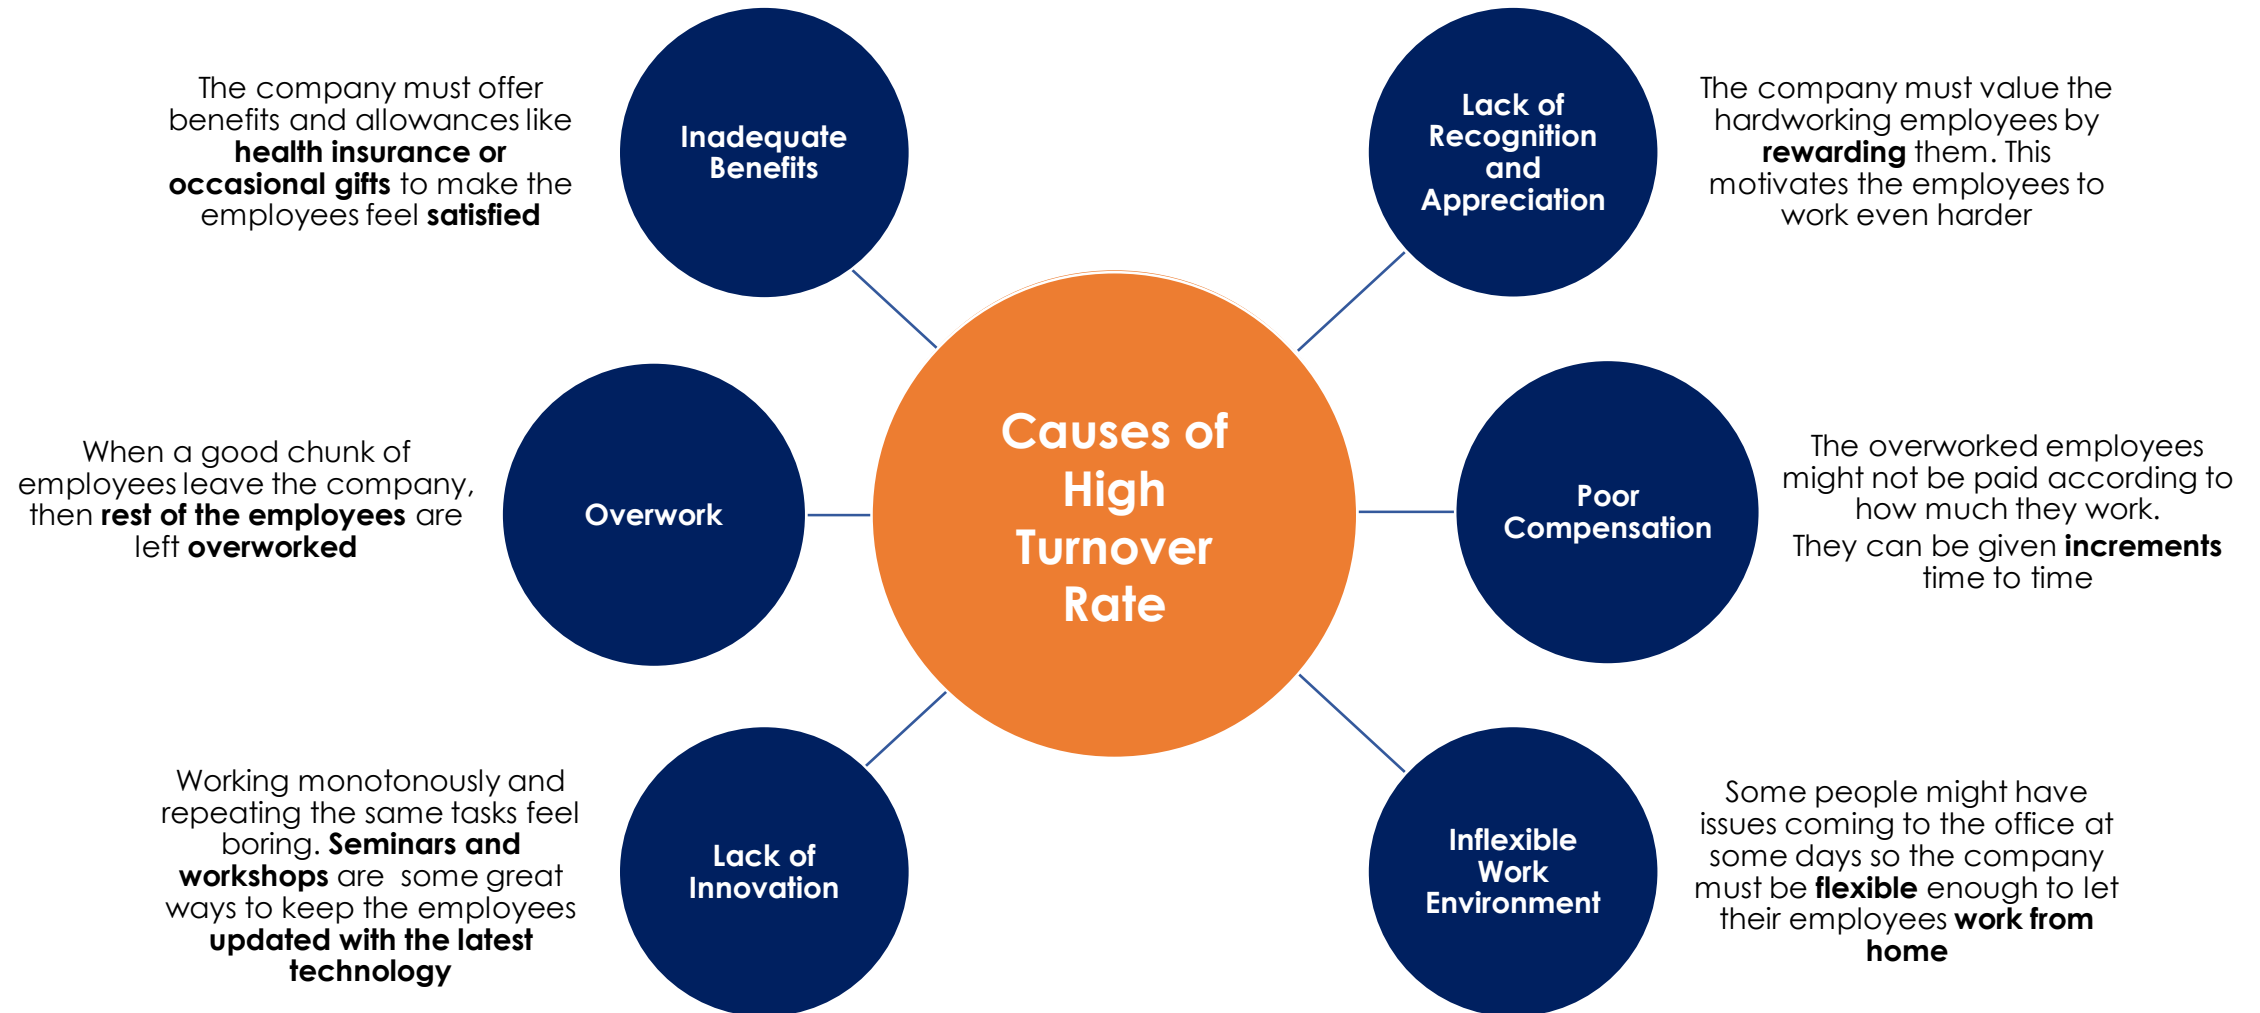 The company must offer
benefits and allowances like
health insurance or
occasional gifts to make the
employees feel satisfied
Inadequate
Benefits
Lack of
Recognition
and
Appreciation
The company must value the
hardworking employees by
rewarding them. This
motivates the employees to
work even harder
Causes of
High
Turnover
Rate
When a good chunk of
employees leave the company,
then rest of the employees are
left overworked
Overwork
Poor
Compensation
The overworked employees
might not be paid according to
how much they work.
They can be given increments
time to time
Working monotonously and
repeating the same tasks feel
boring. Seminars and
workshops are some great
ways to keep the employees
updated with the latest
technology
Lack of
Innovation
Inflexible
Work
Environment
Some people might have
issues coming to the office at
some days so the company
must be flexible enough to let
their employees work from
home